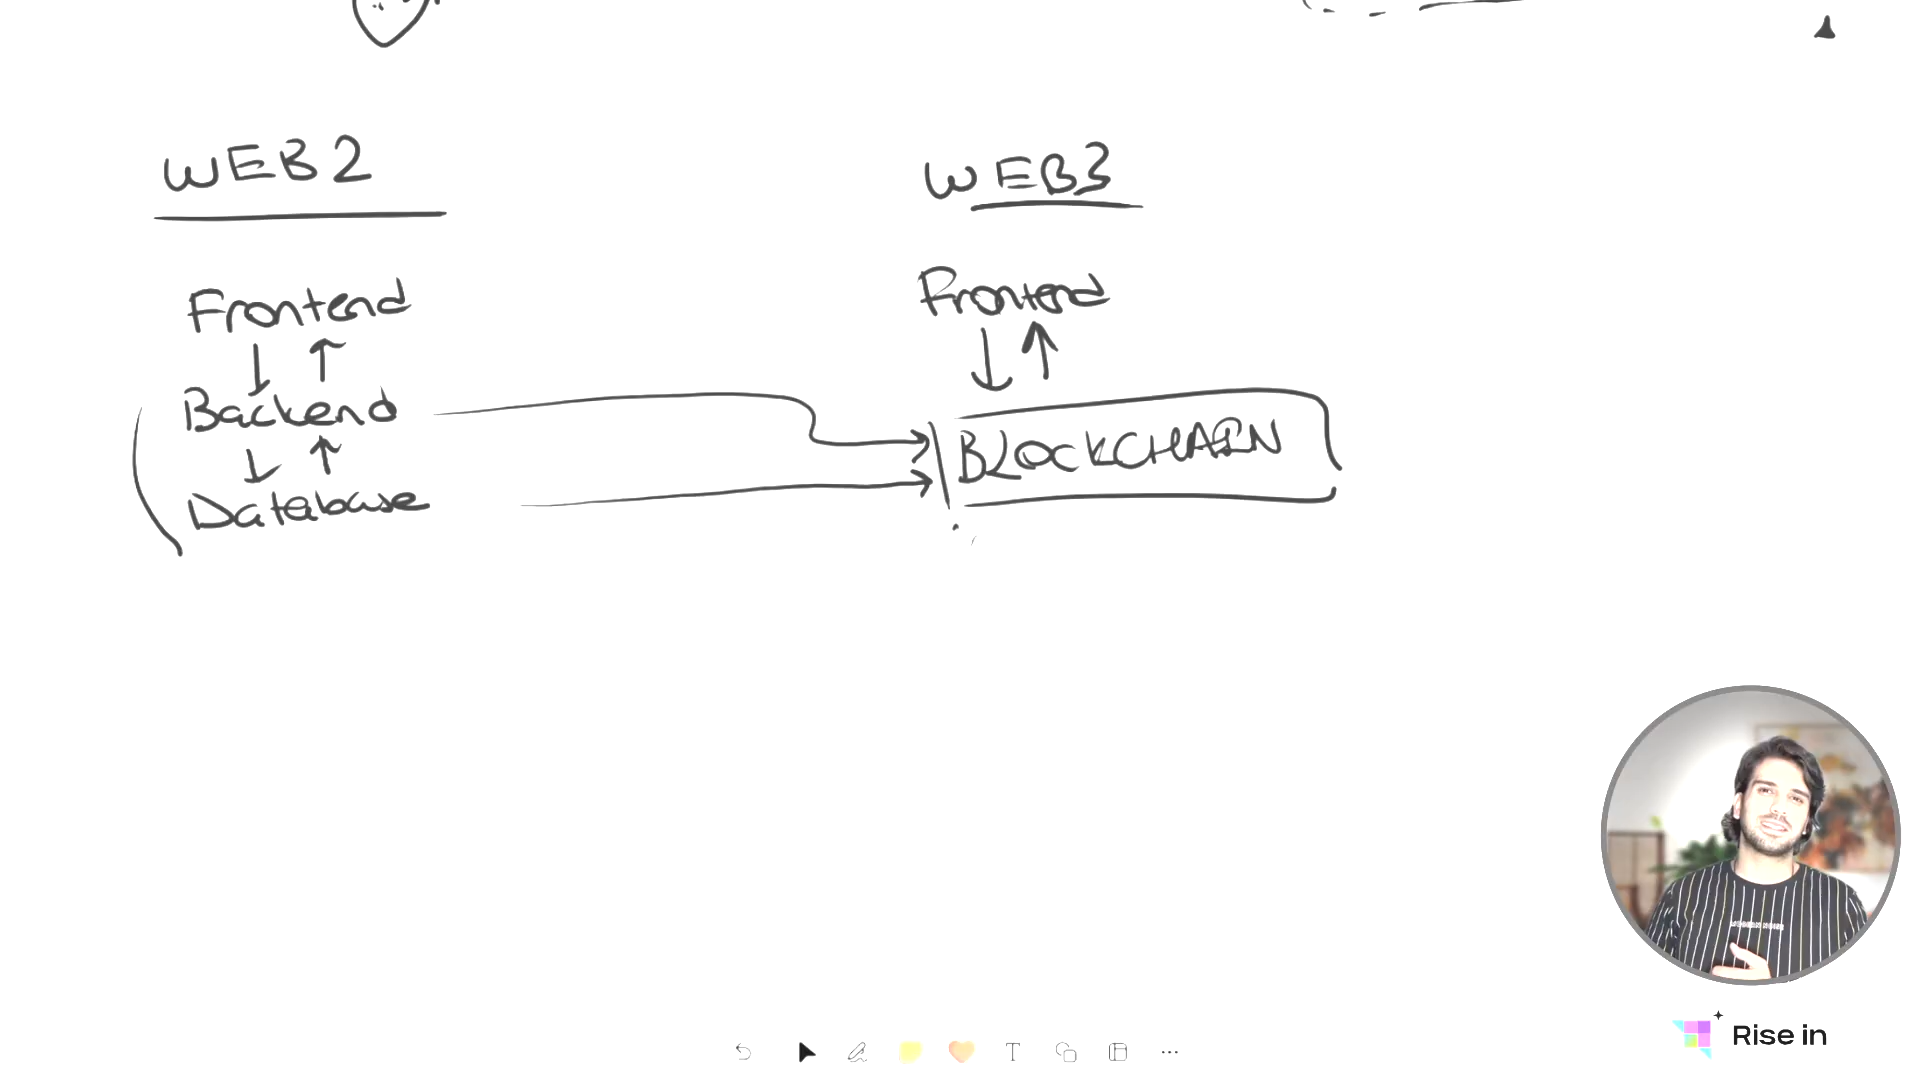 WEB2
Frontend
Backend
Database
WEB3
Frontend
BLOCKCHAIN
Rise in